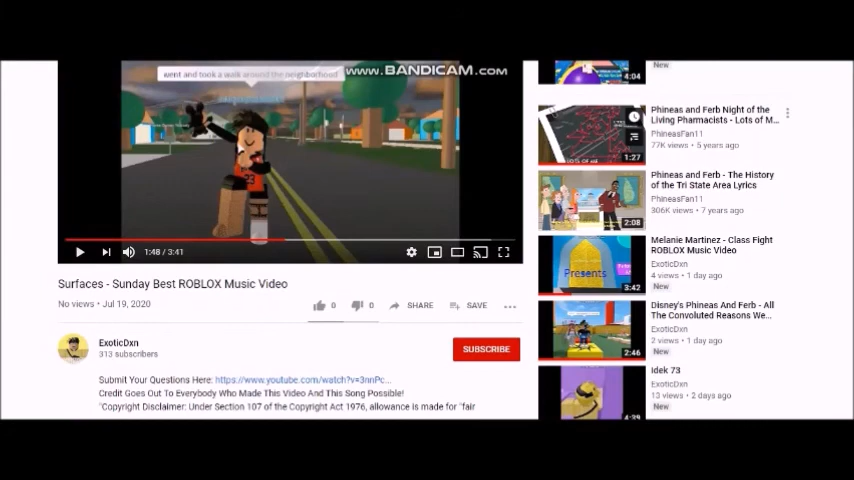 went and took a walk around the neighborhood
www.BANDICAM.com
23
1:48 / 3:41
Surfaces - Sunday Best ROBLOX Music Video
No views • Jul 19, 2020
0
0
SHARE
SAVE
ExoticDxn
313 subscribers
SUBSCRIBE
Submit Your Questions Here: https://www.youtube.com/watch?v=3nnPc...
Credit Goes Out To Everybody Who Made This Video And This Song Possible!
"Copyright Disclaimer: Under Section 107 of the Copyright Act 1976, allowance is made for "fair
New
4:04
Phineas and Ferb Night of the
Living Pharmacists - Lots of M...
PhineasFan11
77K views • 5 years ago
1:27
Phineas and Ferb - The History
of the Tri State Area Lyrics
PhineasFan11
306K views • 7 years ago
2:08
Melanie Martinez - Class Fight
ROBLOX Music Video
ExoticDxn
4 views • 1 day ago
New
Presents
3:42
Disney's Phineas And Ferb - All
The Convoluted Reasons We...
ExoticDxn
2 views • 1 day ago
New
2:46
Idek 73
ExoticDxn
13 views • 2 days ago
New
4:39